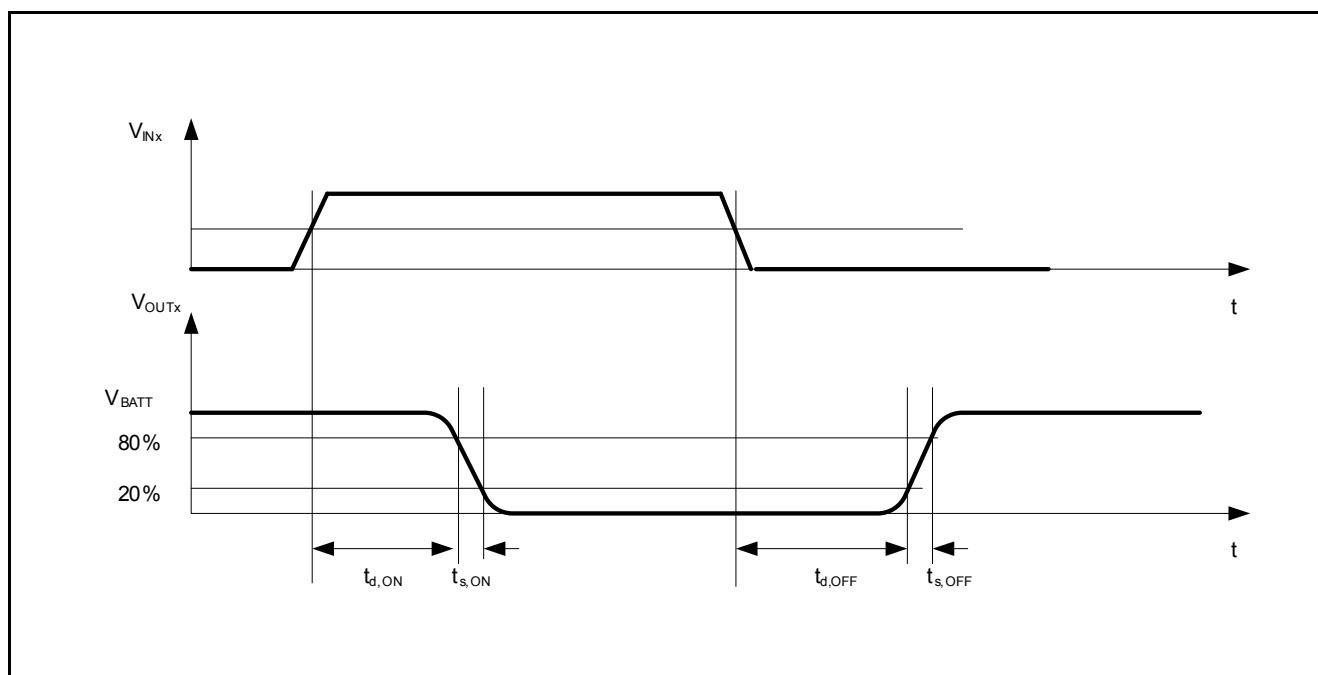 V_INx
t
V_OUTx
V_BATT
80%
20%
t
t_d,ON t_s,ON t_d,OFF t_s,OFF